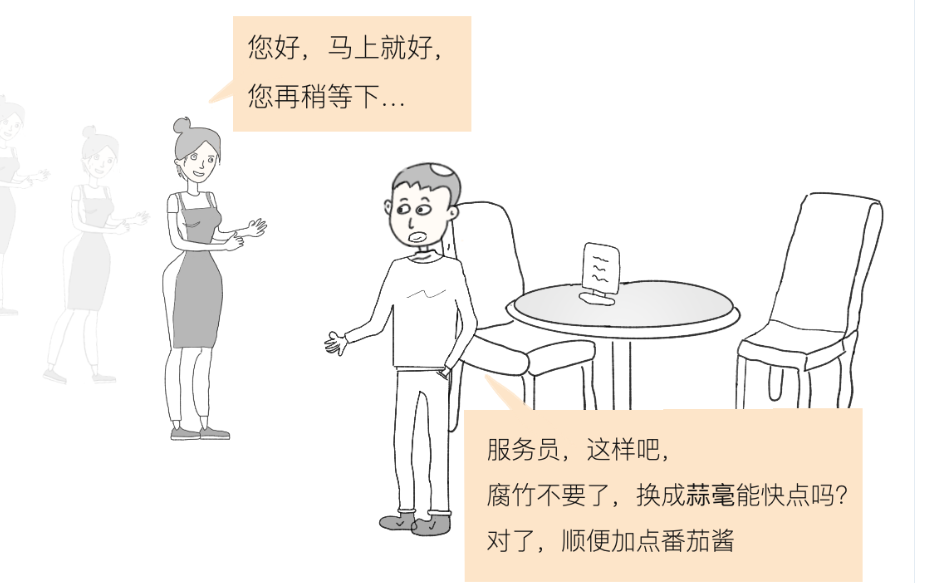 您好，马上就好，
您再稍等下...
服务员，这样吧，
腐竹不要了，换成蒜毫能快点吗？
对了，顺便加点番茄酱